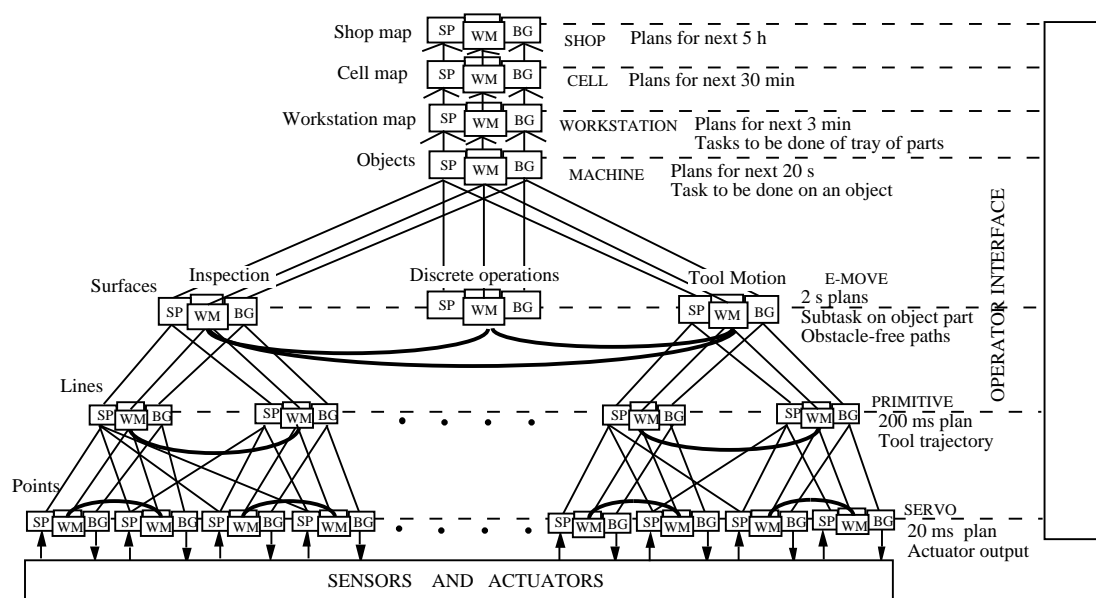 Shop map SP WM BG SHOP Plans for next 5 h
Cell map SP WM BG CELL Plans for next 30 min
Workstation map SP WM BG WORKSTATION Plans for next 3 min
Tasks to be done of tray of parts
Objects SP WM BG MACHINE Plans for next 20 s
Task to be done on an object
OPERATOR INTERFACE
Inspection Discrete operations Tool Motion
Surfaces SP WM BG SP WM BG SP WM BG E-MOVE
2 s plans
Subtask on object part
Obstacle-free paths
Lines SP WM BG SP WM BG SP WM BG SP WM BG PRIMITIVE
200 ms plan
Tool trajectory
Points
SP WM BG SP WM BG SP WM BG SP WM BG SP WM BG SP WM BG SP WM BG SP WM BG SERVO
20 ms plan
Actuator output
SENSORS AND ACTUATORS